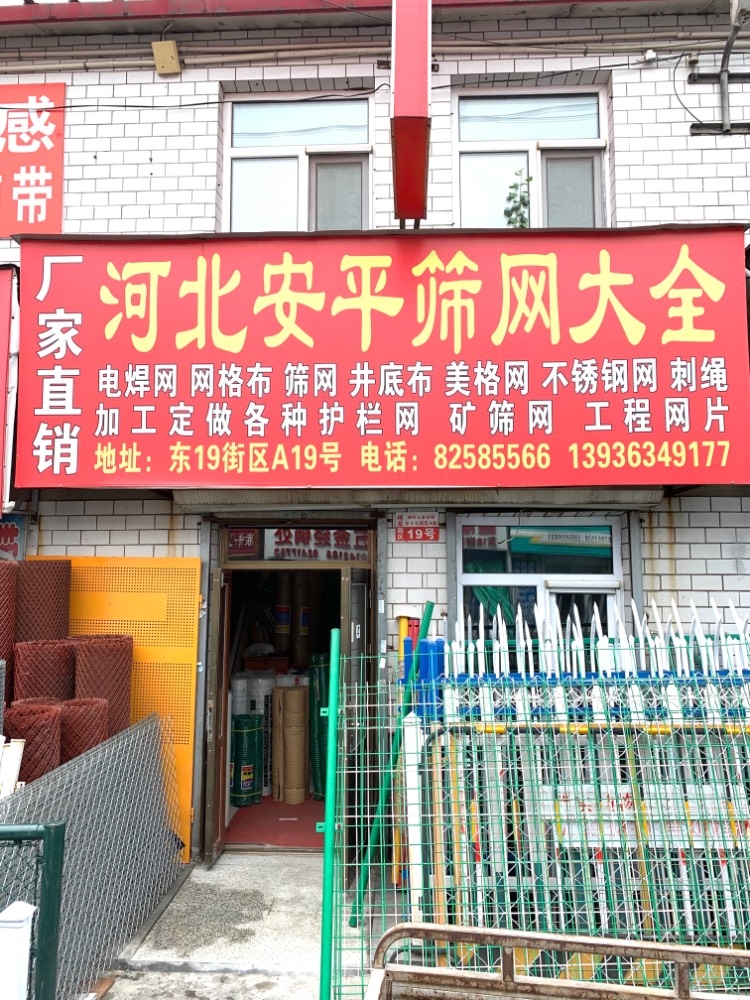 感
带
厂家直销
河北安平筛网大全
电焊网 网格布 筛网 井底布 美格网 不锈钢网 刺绳
加工定做各种护栏网 矿筛网 工程网片
地址：东19街区A19号 电话：82585566 13936349177
19号